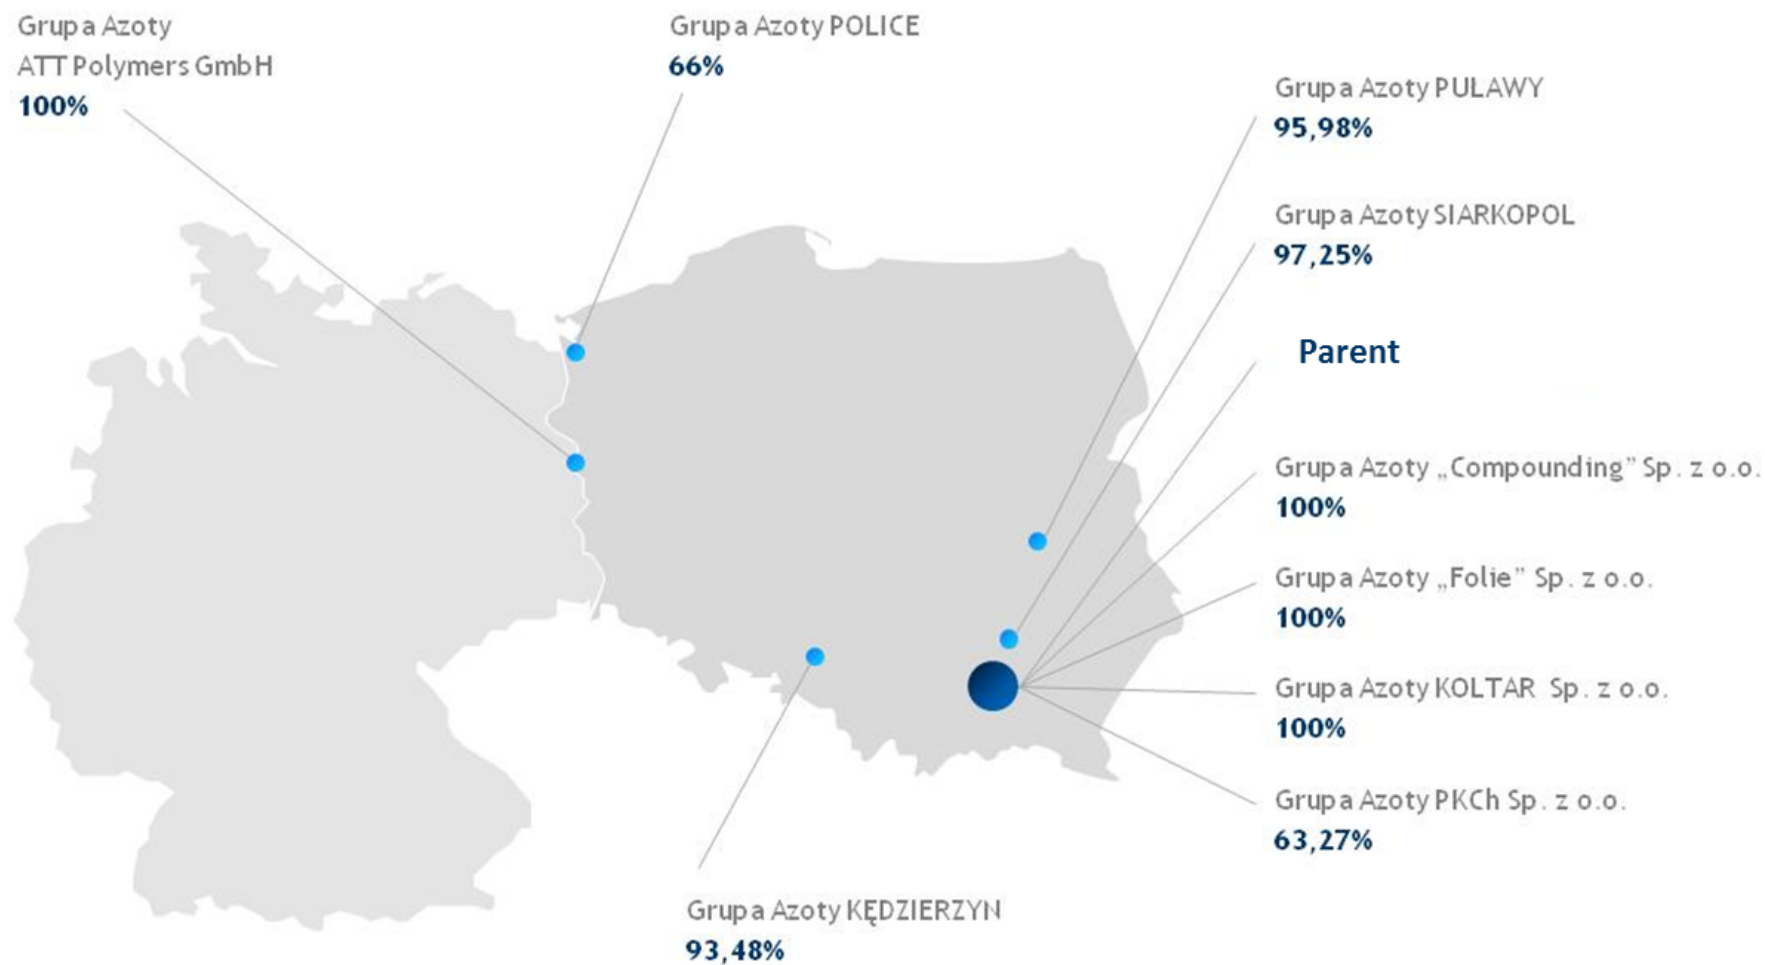 Grupa Azoty
ATT Polymers GmbH
100%
Grupa Azoty POLICE
66%
Grupa Azoty PUŁAWY
95,98%
Grupa Azoty SIARKOPOL
97,25%
Parent
Grupa Azoty „Compounding” Sp. z o.o.
100%
Grupa Azoty „Folie” Sp. z o.o.
100%
Grupa Azoty KOLTAR Sp. z o.o.
100%
Grupa Azoty PKCh Sp. z o.o.
63,27%
Grupa Azoty KĘDZIERZYN
93,48%